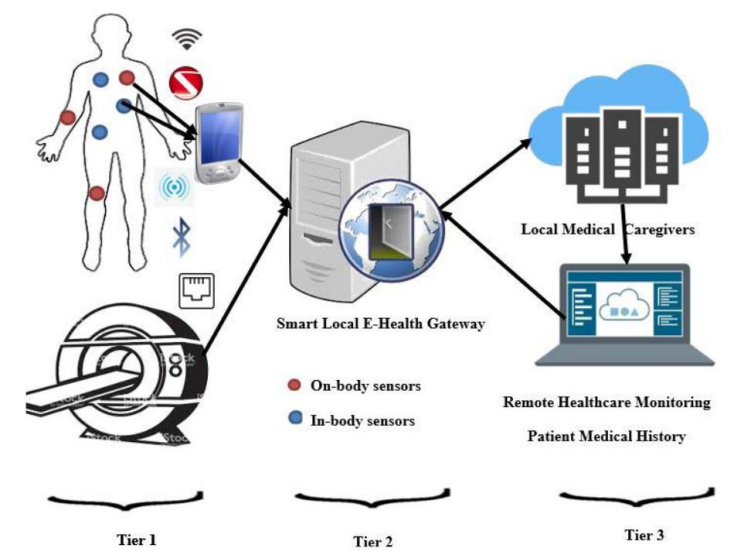 Local Medical Caregivers
Smart Local E-Health Gateway
On-body sensors
In-body sensors
Remote Healthcare Monitoring
Patient Medical History
iStock
Tier 1
Tier 2
Tier 3